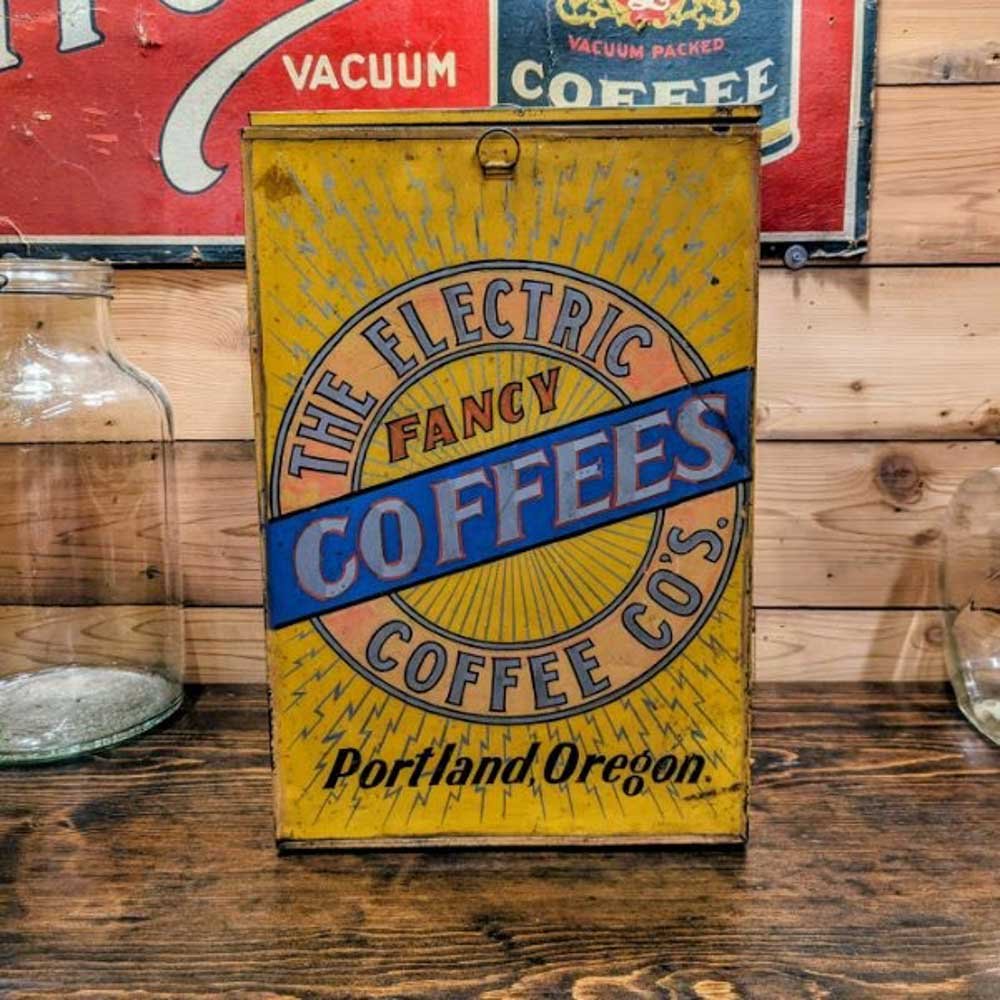 VACUUM
VACUUM PACKED
COFFEE
THE ELECTRIC
FANCY
COFFEES
COFFEE CO'S.
Portland, Oregon.